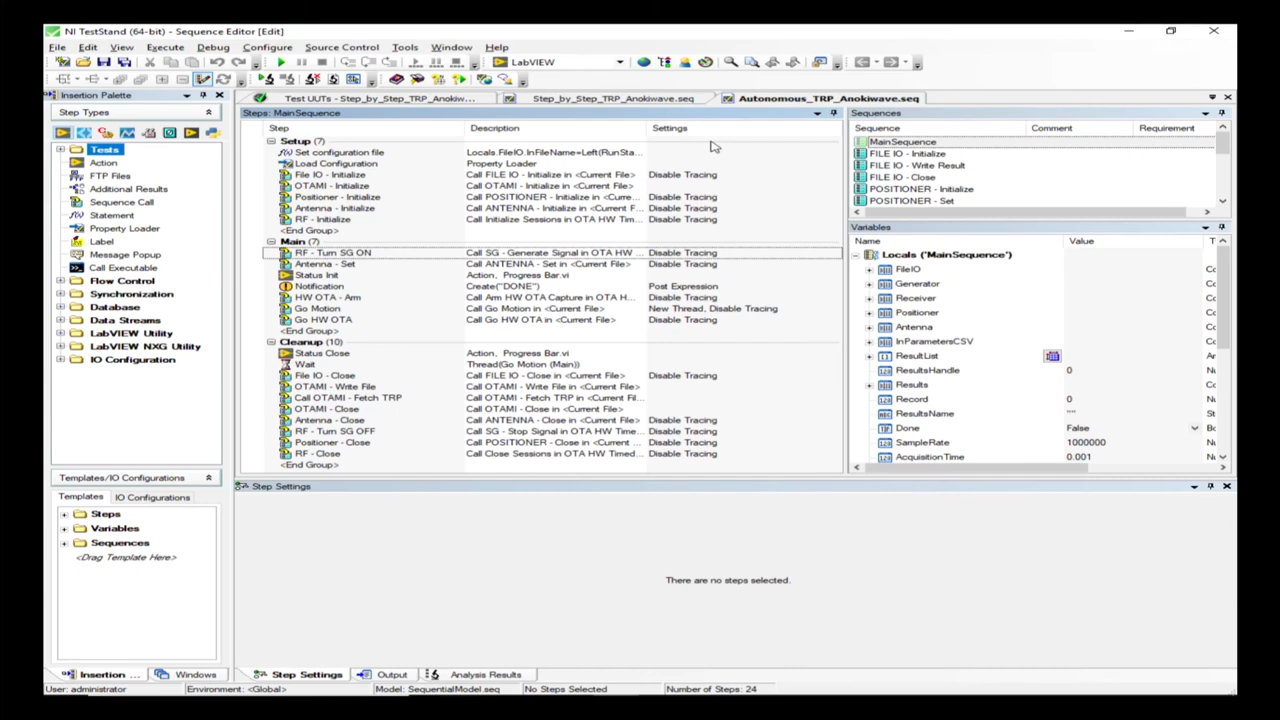 NI TestStand (64-bit) - Sequence Editor [Edit]
File Edit View Execute Debug Configure Source Control Tools Window Help
LabVIEW
Insertion Palette
Step Types
Tests
Action
FTP Files
Additional Results
Sequence Call
Statement
Property Loader
Label
Message Popup
Call Executable
Flow Control
Synchronization
Database
Data Streams
LabVIEW Utility
LabVIEW NXG Utility
IO Configuration
Templates/IO Configurations
Templates IO Configurations
Steps
Variables
Sequences
<Drag Template Here>
Insertion ... Windows
Test UUTs - Step_by_Step_TRP_Anokiw... Step_by_Step_TRP_Anokiwave.seq Autonomous_TRP_Anokiwave.seq
Steps: MainSequence
Step Description Settings
Setup (7)
Set configuration file Locals.FileIO.InFileName=Left(RunSta...
Load Configuration Property Loader
File IO - Initialize Call FILE IO - Initialize in <Current File> Disable Tracing
OTAMI - Initialize Call OTAMI - Initialize in <Current File>
Positioner - Initialize Call POSITIONER - Initialize in <Curre... Disable Tracing
Antenna - Initialize Call ANTENNA - Initialize in <Current F... Disable Tracing
RF - Initialize Call Initialize Sessions in OTA HW Tim... Disable Tracing
<End Group>
Main (7)
RF - Turn SG ON Call SG - Generate Signal in OTA HW ... Disable Tracing
Antenna - Set Call ANTENNA - Set in <Current File> Disable Tracing
Status Init Action, Progress Bar.vi
Notification Create("DONE") Post Expression
HW OTA - Arm Call Arm HW OTA Capture in OTA H... Disable Tracing
Go Motion Call Go Motion in <Current File> New Thread, Disable Tracing
Go HW OTA Call Go HW OTA in <Current File> Disable Tracing
<End Group>
Cleanup (10)
Status Close Action, Progress Bar.vi
Wait Thread(Go Motion (Main))
File IO - Close Call FILE IO - Close in <Current File> Disable Tracing
OTAMI - Write File Call OTAMI - Write File in <Current File>
Call OTAMI - Fetch TRP Call OTAMI - Fetch TRP in <Current Fil...
OTAMI - Close Call OTAMI - Close in <Current File>
Antenna - Close Call ANTENNA - Close in <Current File> Disable Tracing
RF - Turn SG OFF Call SG - Stop Signal in OTA HW Time... Disable Tracing
Positioner - Close Call POSITIONER - Close in <Current ... Disable Tracing
RF - Close Call Close Sessions in OTA HW Timed... Disable Tracing
<End Group>
Sequences
Sequence Comment Requirement
MainSequence
FILE IO - Initialize
FILE IO - Write Result
FILE IO - Close
POSITIONER - Initialize
POSITIONER - Set
Variables
Name Value T
Locals ("MainSequence")
FileIO Cc
Generator Cc
Receiver Cc
Positioner Cc
Antenna Cc
InParametersCSV Cc
ResultList Ar
ResultsHandle 0 Nu
Results Cc
Record 0 Nu
ResultsName "" St
Done False Bc
SampleRate 1000000 Nu
AcquisitionTime 0.001 Nu
Step Settings
There are no steps selected.
Step Settings Output Analysis Results
User: administrator Environment: <Global> Model: SequentialModel.seq No Steps Selected Number of Steps: 24